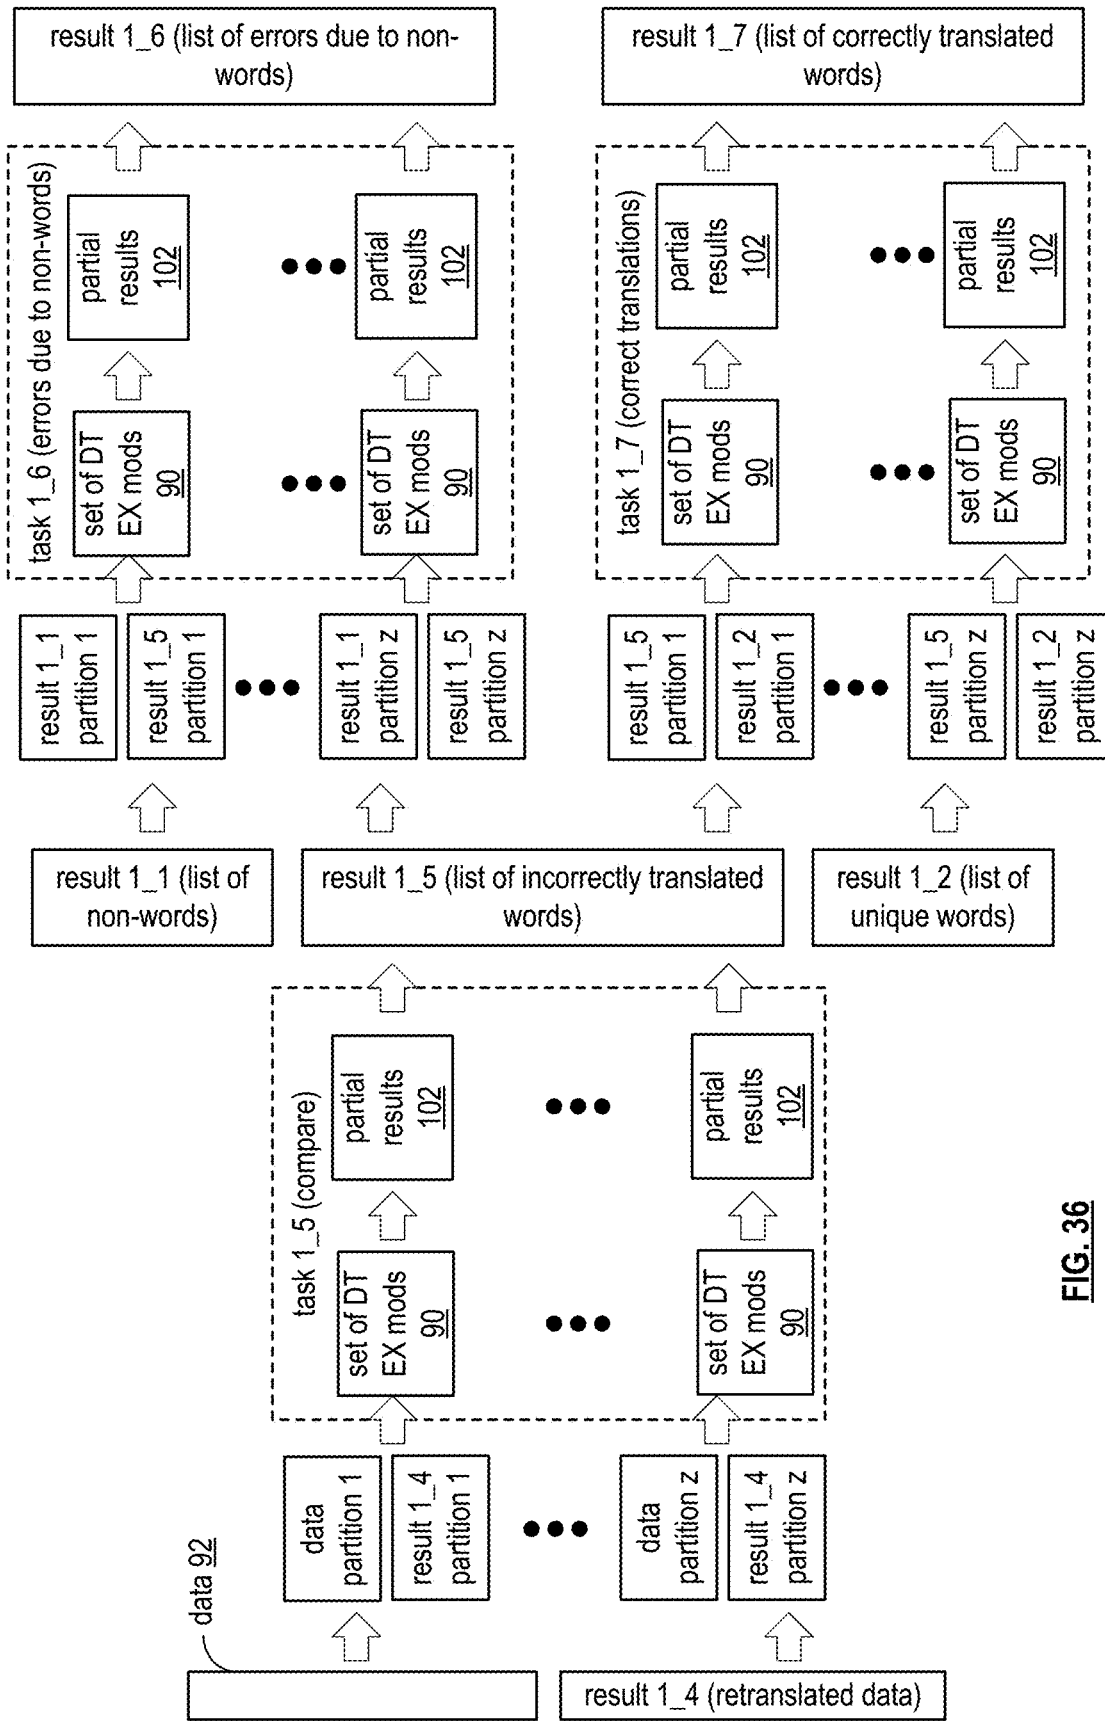 data 92
result 1_4 (retranslated data)
data
partition 1
result 1_4
partition 1
data
partition z
result 1_4
partition z
task 1_5 (compare)
set of DT
EX mods
90
partial
results
102
set of DT
EX mods
90
partial
results
102
result 1_1 (list of
non-words)
result 1_5 (list of incorrectly translated
words)
result 1_2 (list of
unique words)
result 1_1
partition 1
result 1_5
partition 1
result 1_1
partition z
result 1_5
partition z
task 1_6 (errors due to non-words)
set of DT
EX mods
90
partial
results
102
set of DT
EX mods
90
partial
results
102
result 1_6 (list of errors due to non-
words)
result 1_5
partition 1
result 1_2
partition 1
result 1_5
partition z
result 1_2
partition z
task 1_7 (correct translations)
set of DT
EX mods
90
partial
results
102
set of DT
EX mods
90
partial
results
102
result 1_7 (list of correctly translated
words)
FIG. 36